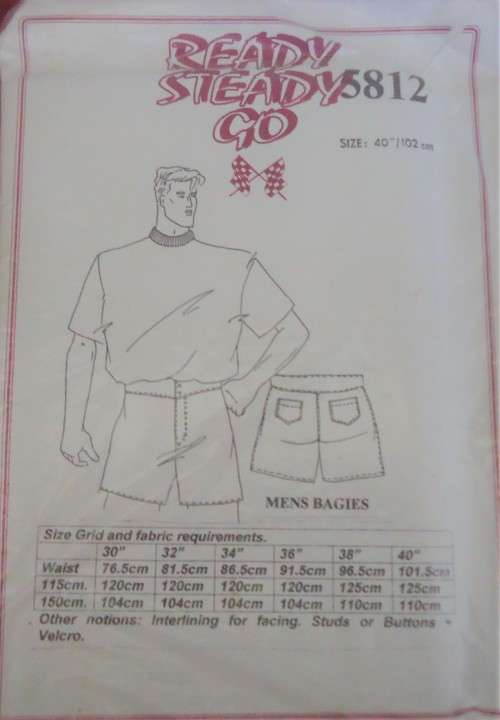 READY
STEADY 5812
GO
SIZE: 40"/102 cm
MENS BAGIES
Size Grid and fabric requirements.
30" 32" 34" 36" 38" 40"
Waist 76.5cm 81.5cm 86.5cm 91.5cm 96.5cm 101.5cm
115cm. 120cm 120cm 120cm 120cm 125cm 125cm
150cm. 104cm 104cm 104cm 104cm 110cm 110cm
Other notions: Interlining for facing. Studs or Buttons -
Velcro.